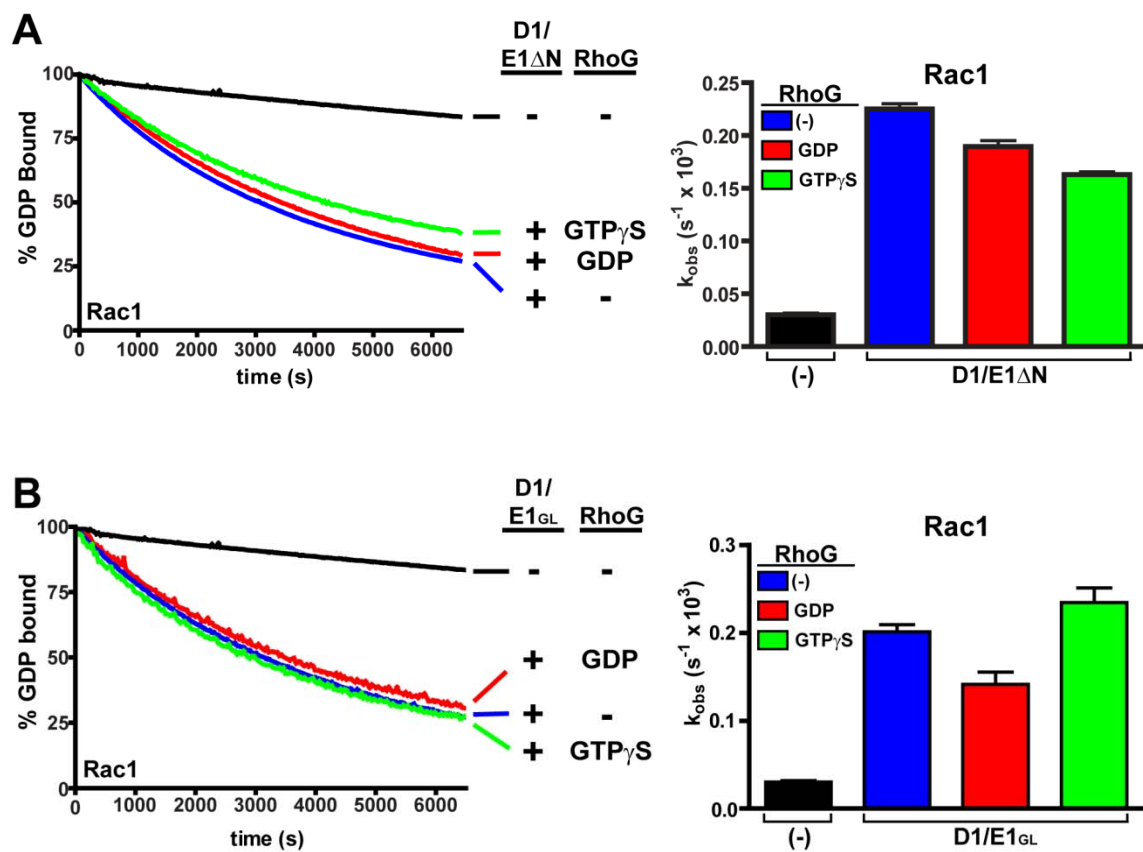 A
D1/
E1ΔN RhoG
% GDP Bound
100
75
50
25
0
- -
+ GTPγS
+ GDP
+ -
Rac1
0 1000 2000 3000 4000 5000 6000
time (s)
Rac1
RhoG
(-)
GDP
GTPγS
k_obs (s⁻¹ x 10³)
0.25
0.20
0.15
0.05
0.00
(-) D1/E1ΔN
B
D1/
E1GL RhoG
% GDP bound
100
75
50
25
0
- -
+ GDP
+ -
+ GTPγS
Rac1
0 1000 2000 3000 4000 5000 6000
time (s)
Rac1
RhoG
(-)
GDP
GTPγS
k_obs (s⁻¹ x 10³)
0.3
0.2
0.1
0.0
(-) D1/E1GL